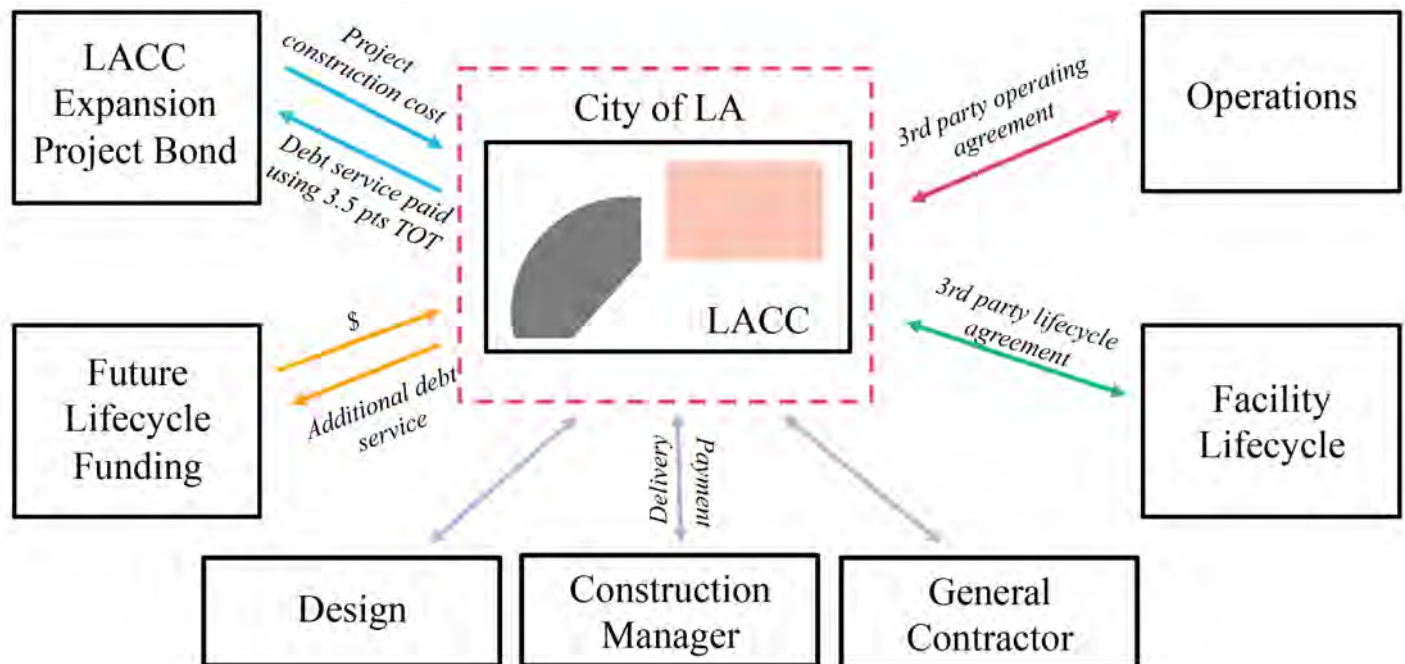 LACC
Expansion
Project Bond
Project
construction cost
Debt service paid
using 3.5 pts TOT
City of LA
LACC
3rd party operating
agreement
Operations
Future
Lifecycle
Funding
$
Additional debt
service
3rd party lifecycle
agreement
Facility
Lifecycle
Delivery
Payment
Design
Construction
Manager
General
Contractor